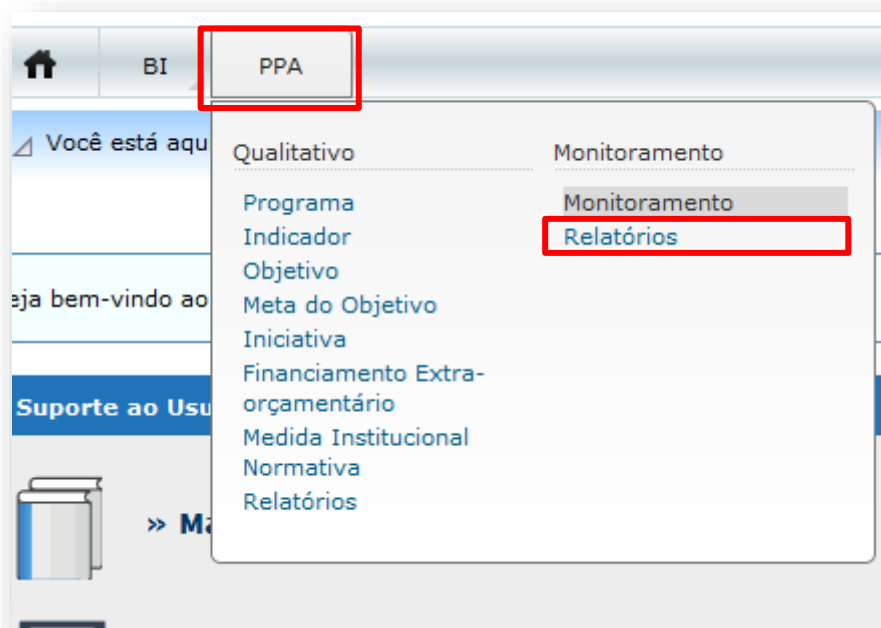 BI
PPA
Você está aqu
Qualitativo
Programa
Indicador
Objetivo
Meta do Objetivo
Iniciativa
Financiamento Extra-
orçamentário
Medida Institucional
Normativa
Relatórios
Monitoramento
Monitoramento
Relatórios
eja bem-vindo ao
Suporte ao Usu
» Ma